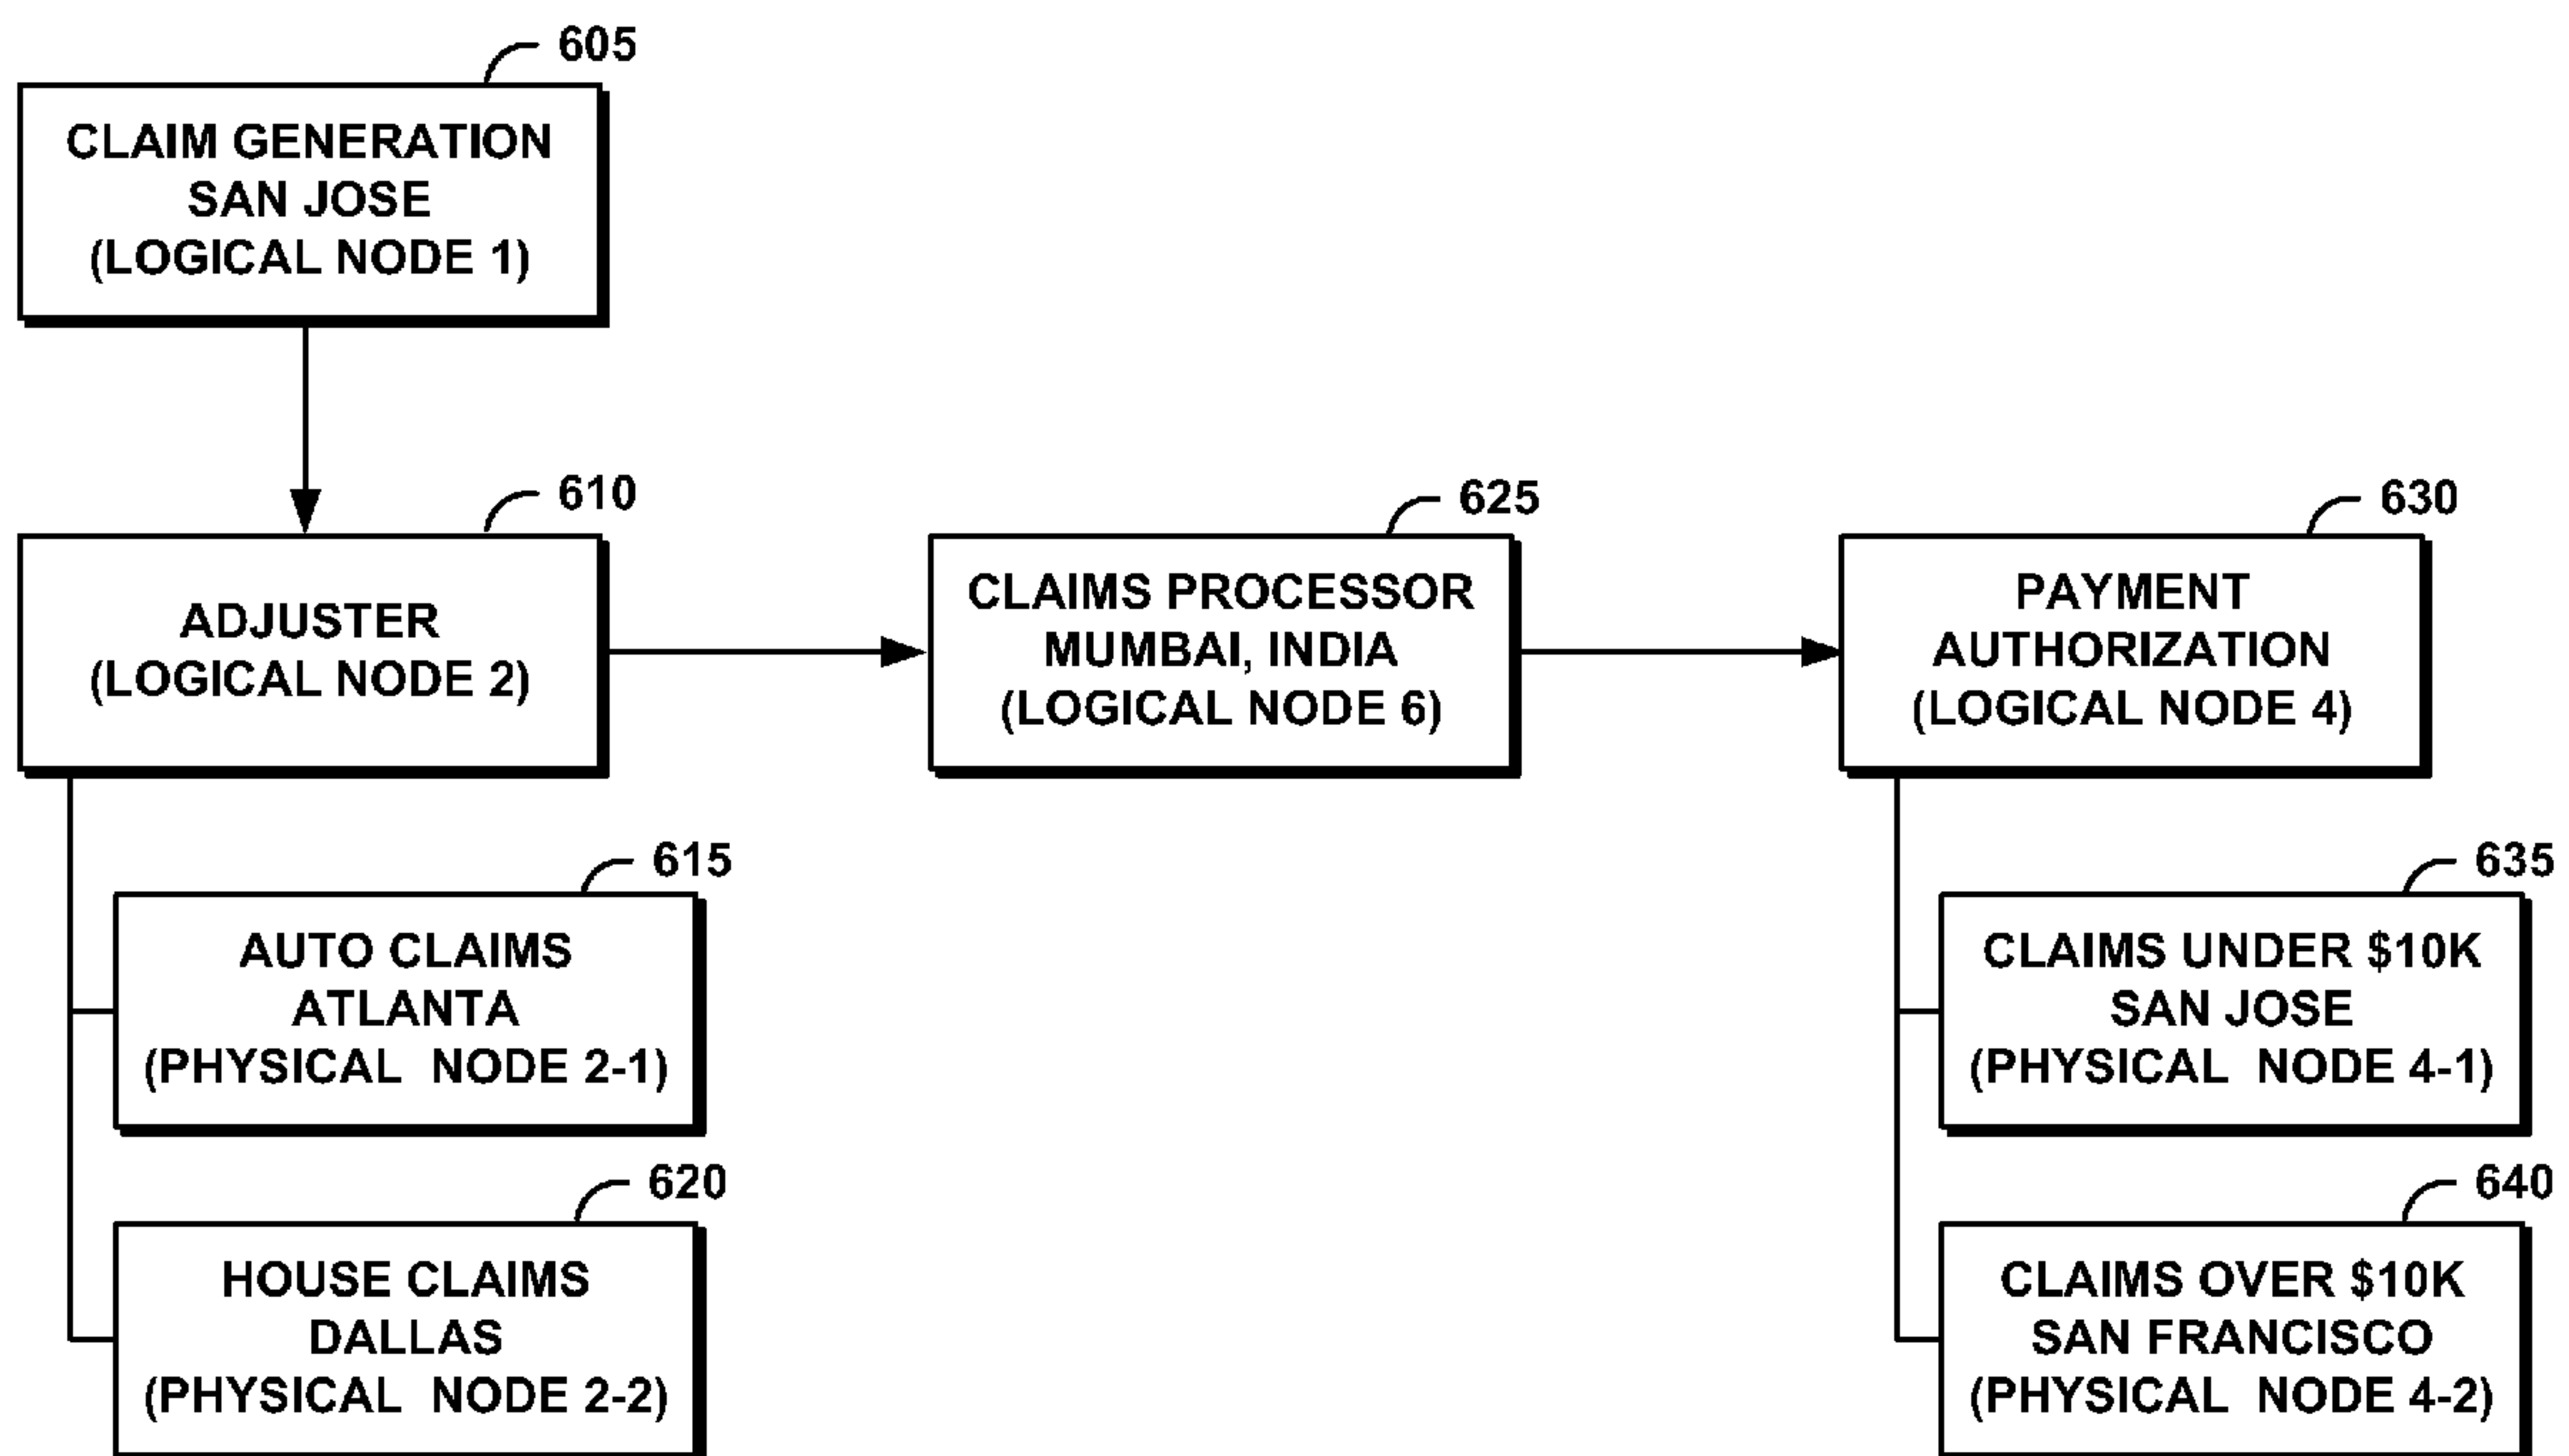 605
CLAIM GENERATION
SAN JOSE
(LOGICAL NODE 1)
610
ADJUSTER
(LOGICAL NODE 2)
625
CLAIMS PROCESSOR
MUMBAI, INDIA
(LOGICAL NODE 6)
630
PAYMENT
AUTHORIZATION
(LOGICAL NODE 4)
615
AUTO CLAIMS
ATLANTA
(PHYSICAL NODE 2-1)
620
HOUSE CLAIMS
DALLAS
(PHYSICAL NODE 2-2)
635
CLAIMS UNDER $10K
SAN JOSE
(PHYSICAL NODE 4-1)
640
CLAIMS OVER $10K
SAN FRANCISCO
(PHYSICAL NODE 4-2)